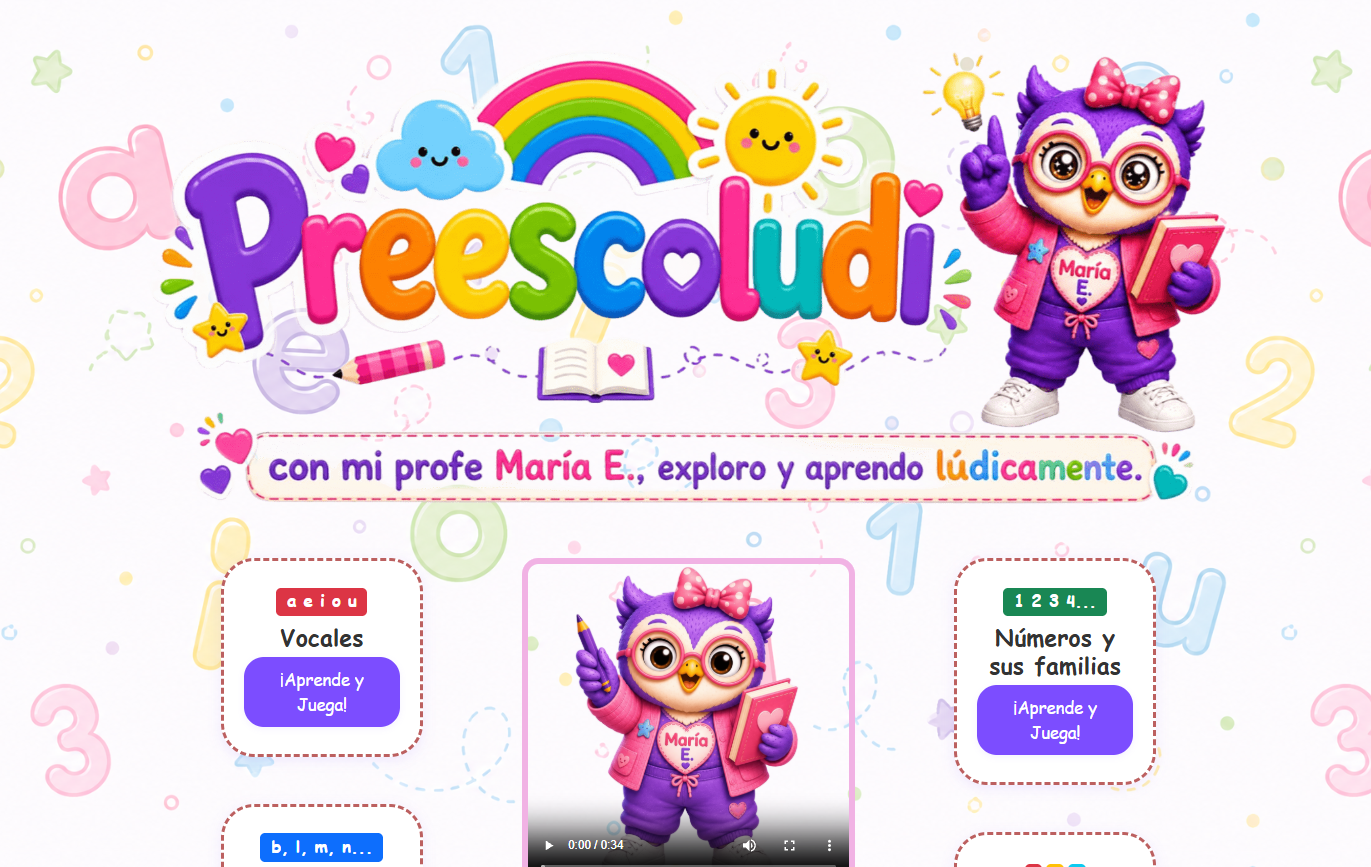 Preescoludi
María
E.
con mi profe María E., exploro y aprendo lúdicamente.
a e i o u
Vocales
¡Aprende y
Juega!
María
E.
0:00 / 0:34
1 2 3 4...
Números y
sus familias
¡Aprende y
Juega!
b, l, m, n...